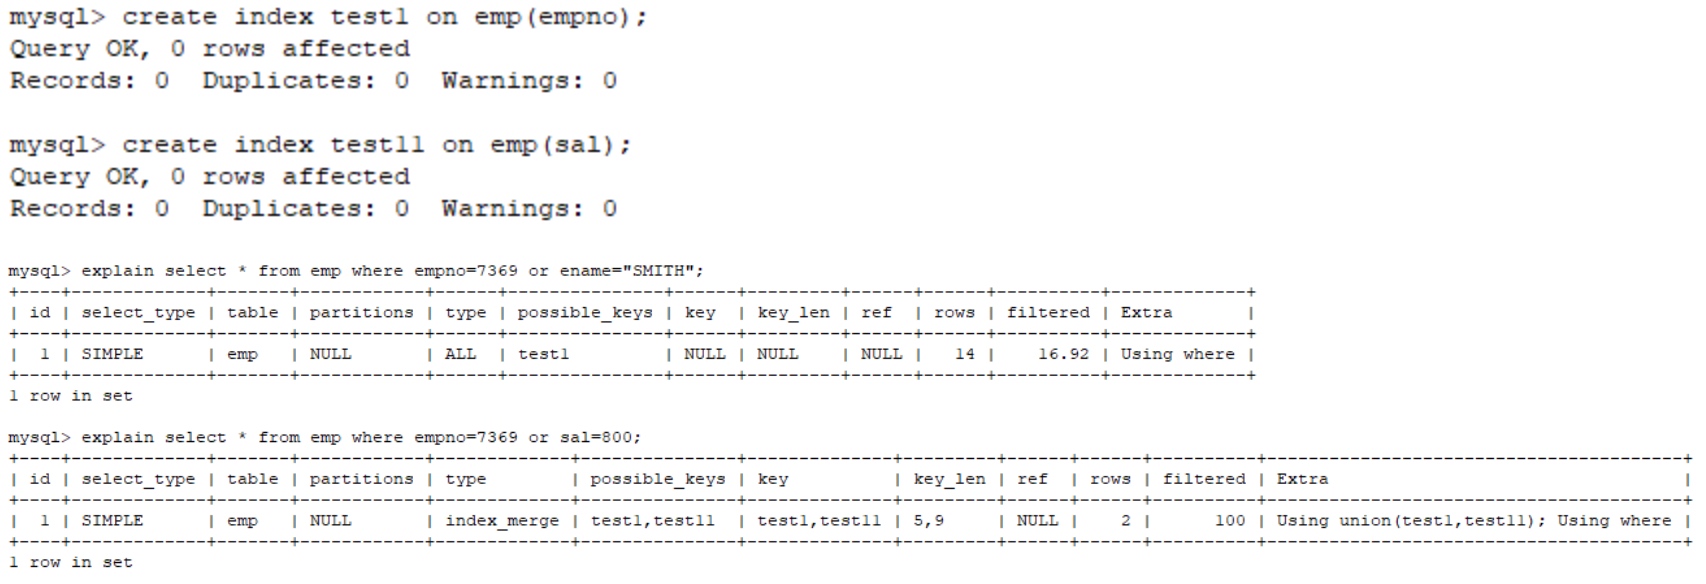 mysql> create index test1 on emp(empno);
Query OK, 0 rows affected
Records: 0  Duplicates: 0  Warnings: 0

mysql> create index test11 on emp(sal);
Query OK, 0 rows affected
Records: 0  Duplicates: 0  Warnings: 0

mysql> explain select * from emp where empno=7369 or ename="SMITH";
+----+-------------+-------+------------+------+---------------+------+---------+------+------+----------+-------------+
| id | select_type | table | partitions | type | possible_keys | key  | key_len | ref  | rows | filtered | Extra       |
+----+-------------+-------+------------+------+---------------+------+---------+------+------+----------+-------------+
|  1 | SIMPLE      | emp   | NULL       | ALL  | test1         | NULL | NULL    | NULL |   14 |    16.92 | Using where |
+----+-------------+-------+------------+------+---------------+------+---------+------+------+----------+-------------+
1 row in set

mysql> explain select * from emp where empno=7369 or sal=800;
+----+-------------+-------+------------+-------------+---------------+--------------+---------+------+------+----------+----------------------------------------+
| id | select_type | table | partitions | type        | possible_keys | key          | key_len | ref  | rows | filtered | Extra                                  |
+----+-------------+-------+------------+-------------+---------------+--------------+---------+------+------+----------+----------------------------------------+
|  1 | SIMPLE      | emp   | NULL       | index_merge | test1,test11  | test1,test11 | 5,9     | NULL |    2 |      100 | Using union(test1,test11); Using where |
+----+-------------+-------+------------+-------------+---------------+--------------+---------+------+------+----------+----------------------------------------+
1 row in set